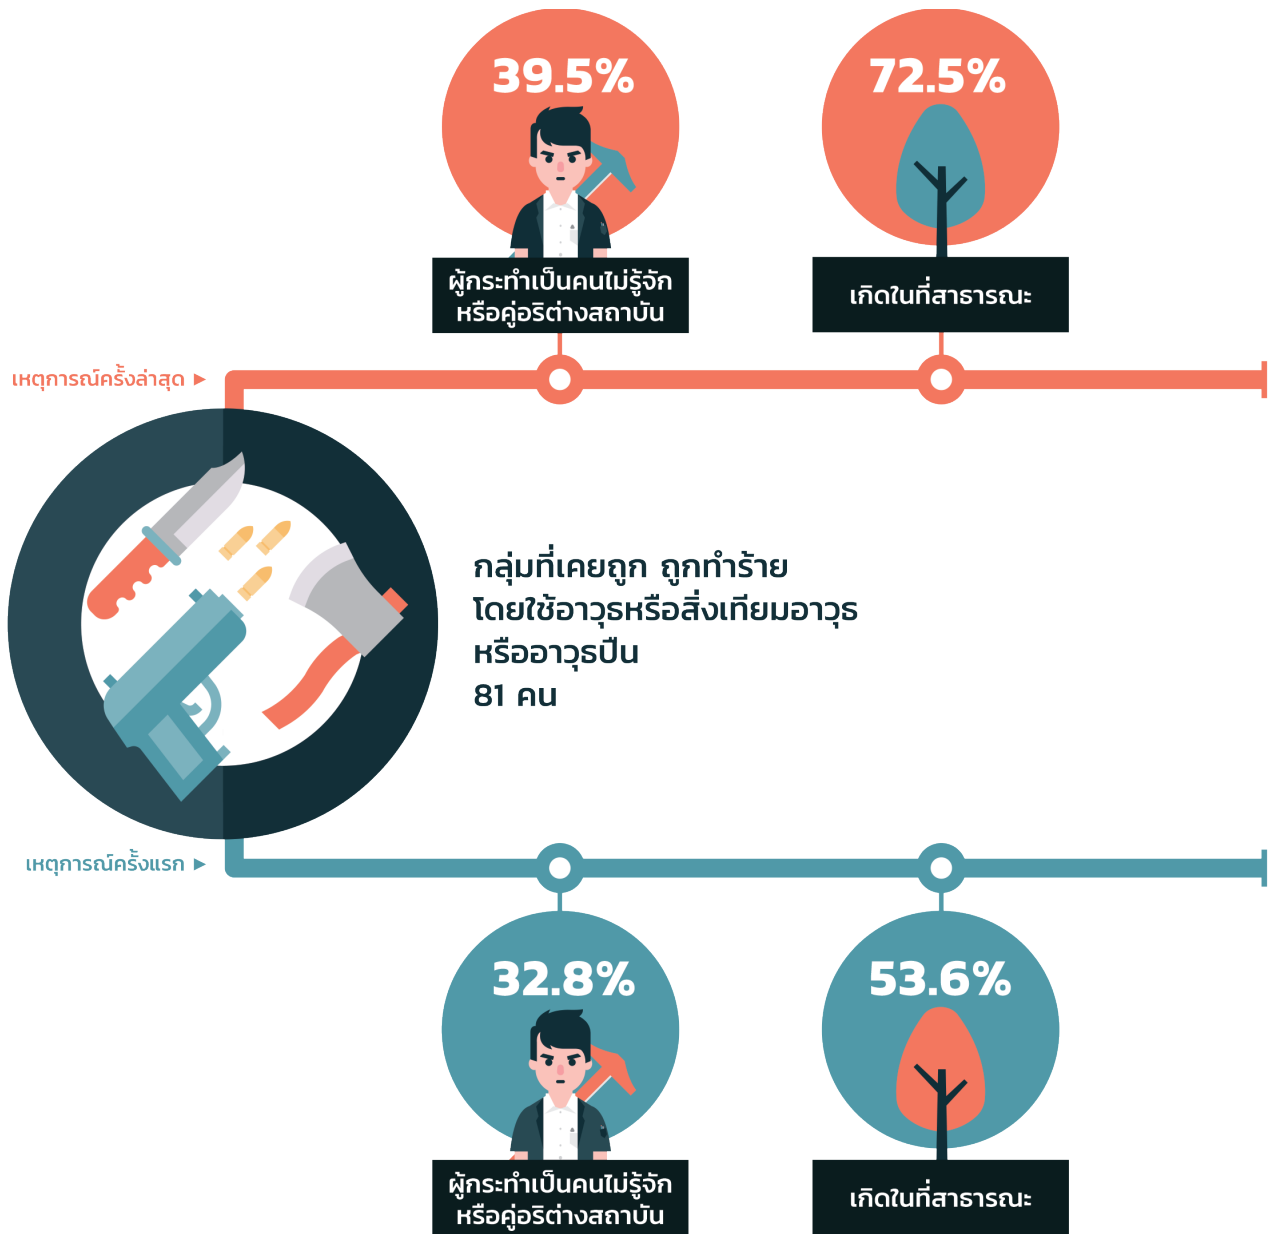 39.5%
72.5%
ผู้กระทำเป็นคนไม่รู้จัก
หรือคู่อริต่างสถาบัน
เกิดในที่สาธารณะ
เหตุการณ์ครั้งล่าสุด ►
กลุ่มที่เคยถูก ถูกทำร้าย
โดยใช้อาวุธหรือสิ่งเทียมอาวุธ
หรืออาวุธปืน
81 คน
เหตุการณ์ครั้งแรก ►
32.8%
53.6%
ผู้กระทำเป็นคนไม่รู้จัก
หรือคู่อริต่างสถาบัน
เกิดในที่สาธารณะ